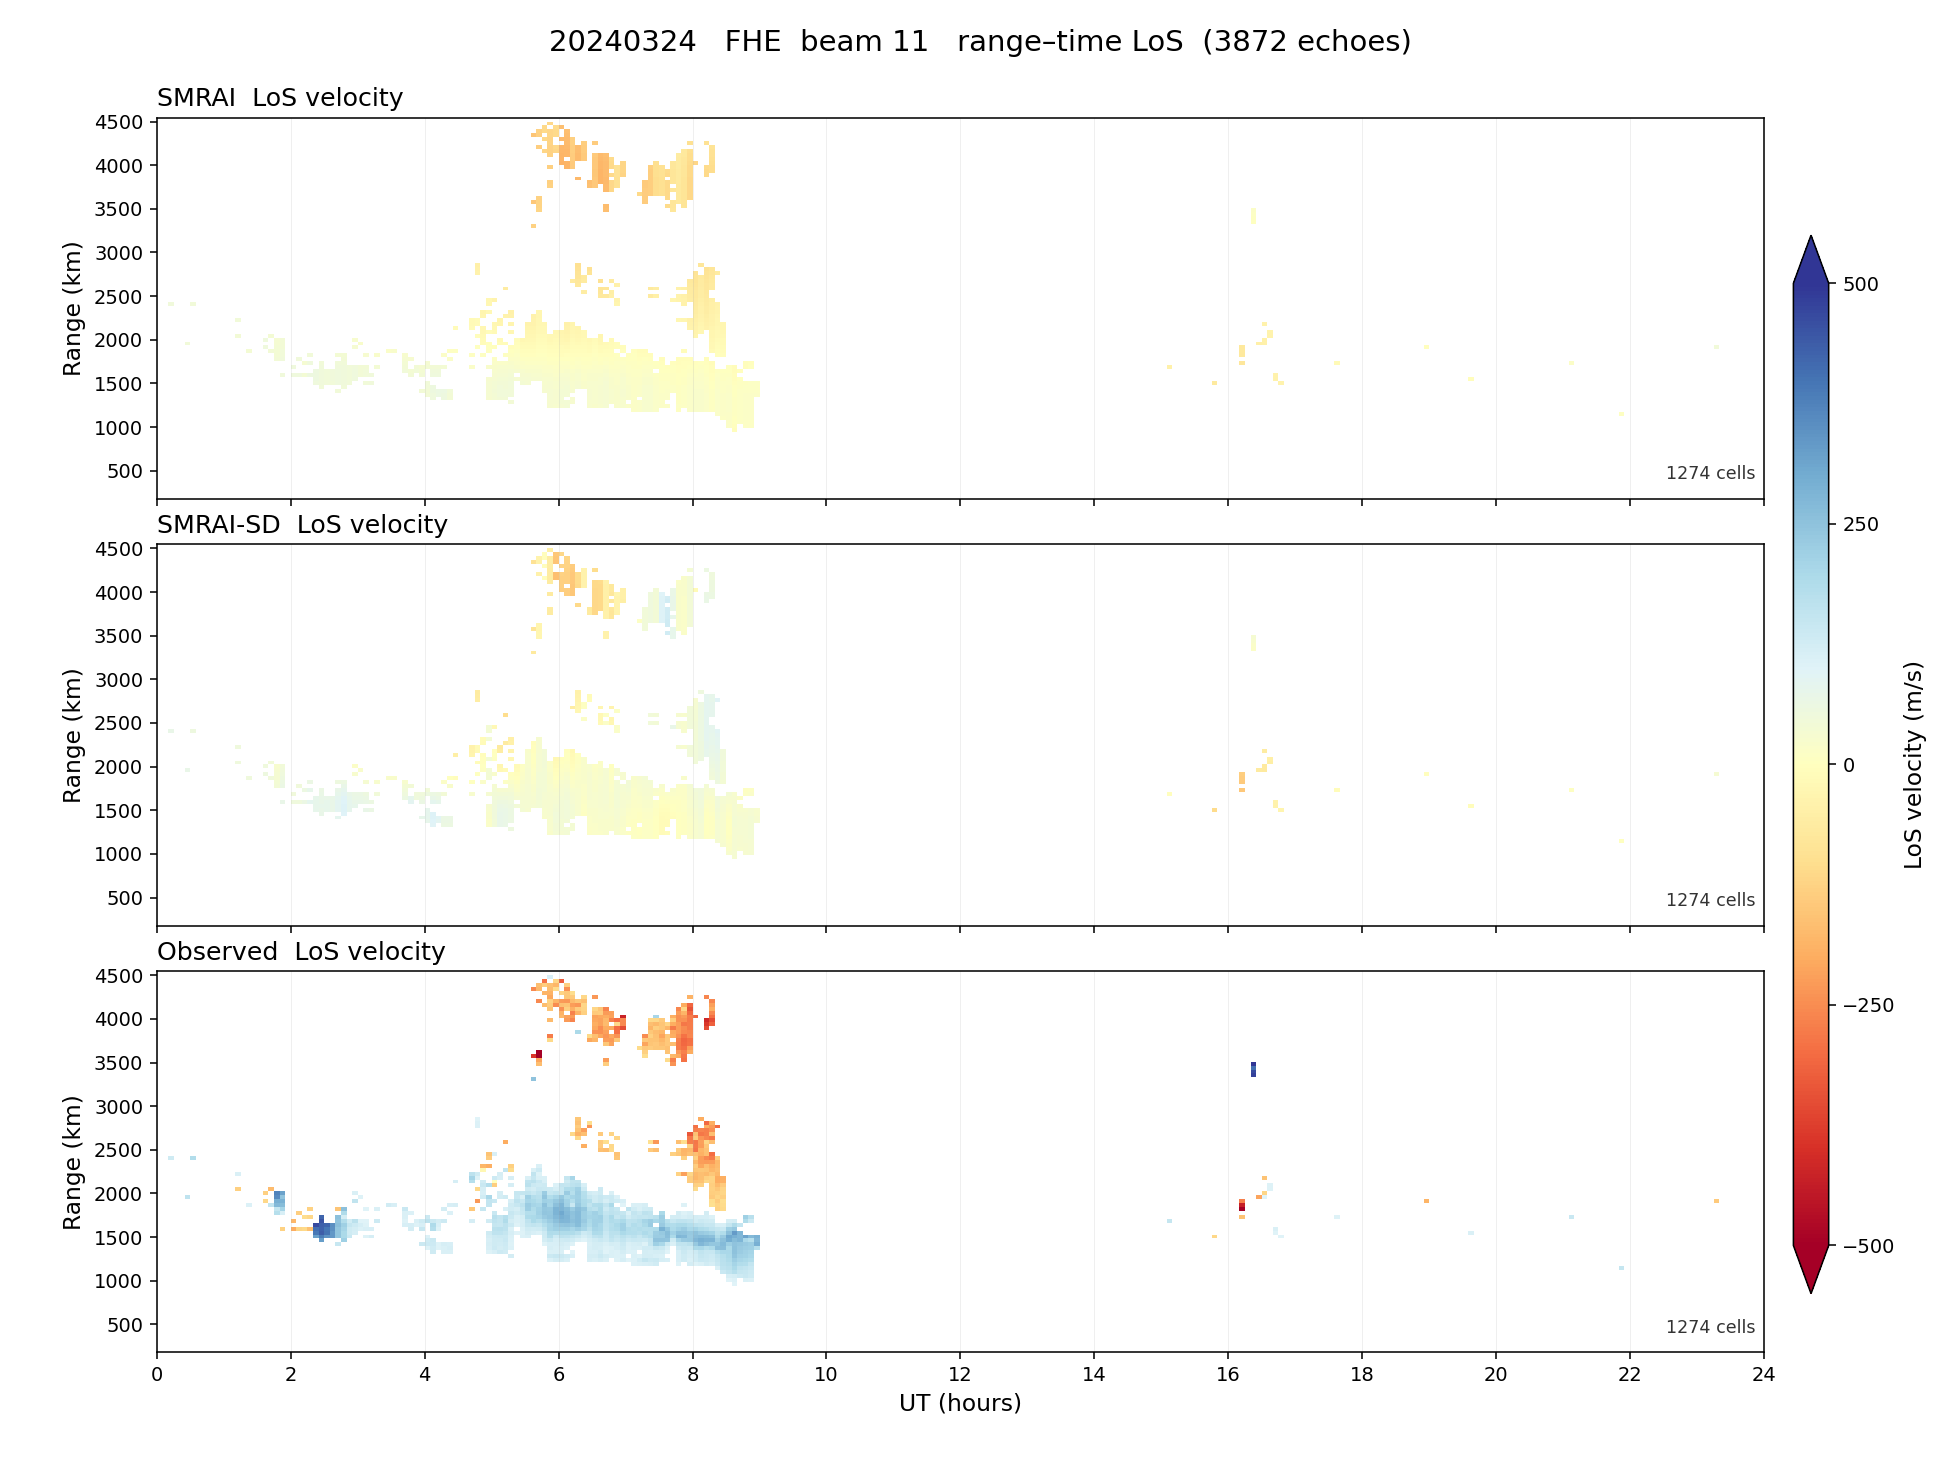 20240324   FHE  beam 11   range–time LoS  (3872 echoes)
SMRAI  LoS velocity
4500
4000
3500
3000
2500
2000
1500
1000
500
Range (km)
1274 cells
SMRAI-SD  LoS velocity
4500
4000
3500
3000
2500
2000
1500
1000
500
Range (km)
1274 cells
Observed  LoS velocity
4500
4000
3500
3000
2500
2000
1500
1000
500
Range (km)
1274 cells
0 2 4 6 8 10 12 14 16 18 20 22 24
UT (hours)
500
250
0
−250
−500
LoS velocity (m/s)